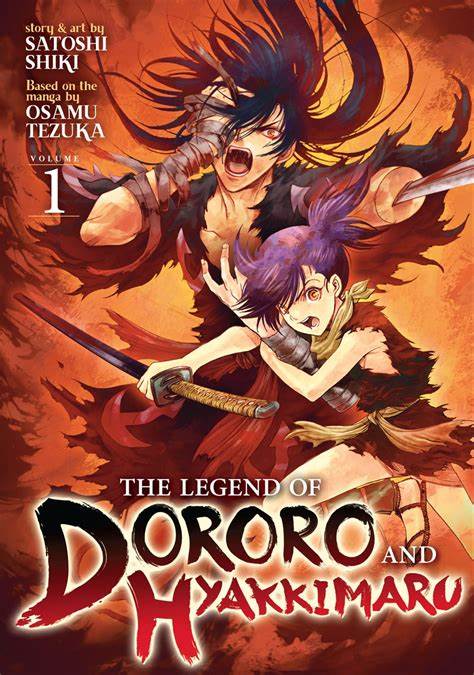 story & art by
SATOSHI
SHIKI
Based on the
manga by
OSAMU
TEZUKA
VOLUME
1
THE LEGEND OF
DORORO AND
HYAKKIMARU